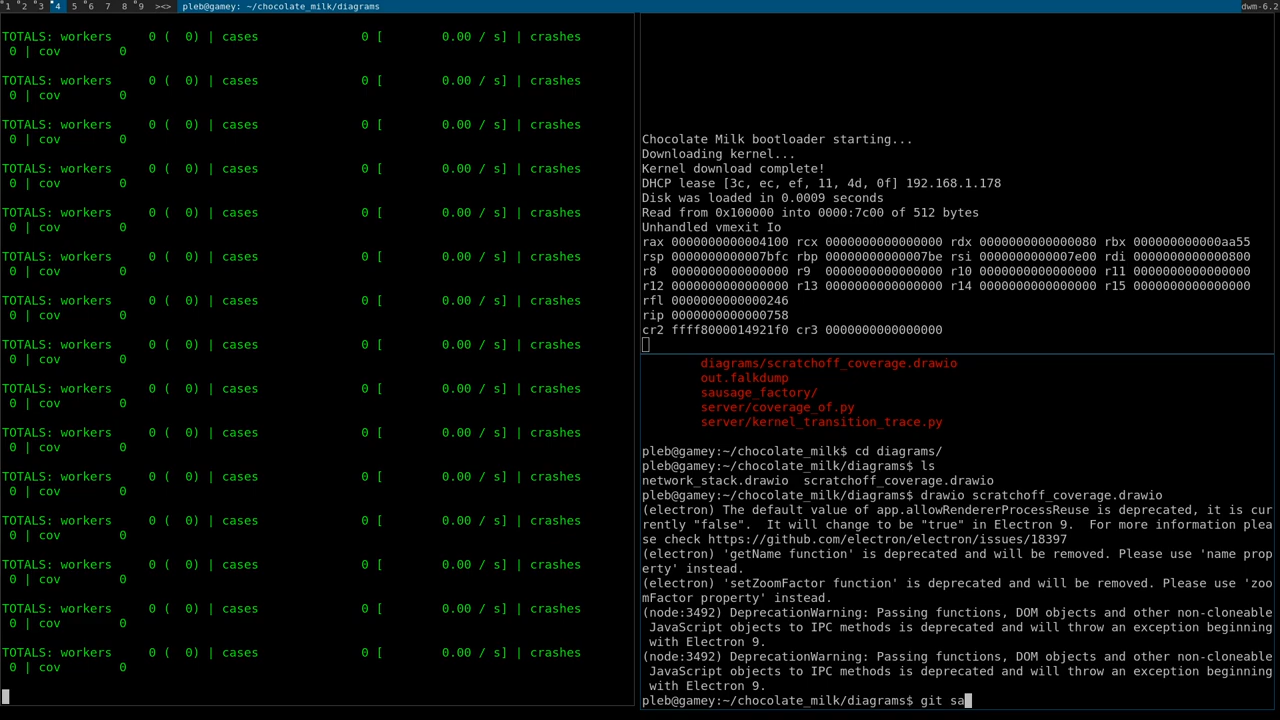 1 2 3 4 5 6 7 8 9 ><> pleb@gamey: ~/chocolate_milk/diagrams dwm-6.2
TOTALS: workers 0 ( 0) | cases 0 [ 0.00 / s] | crashes
0 | cov 0
TOTALS: workers 0 ( 0) | cases 0 [ 0.00 / s] | crashes
0 | cov 0
TOTALS: workers 0 ( 0) | cases 0 [ 0.00 / s] | crashes
0 | cov 0
TOTALS: workers 0 ( 0) | cases 0 [ 0.00 / s] | crashes
0 | cov 0
TOTALS: workers 0 ( 0) | cases 0 [ 0.00 / s] | crashes
0 | cov 0
TOTALS: workers 0 ( 0) | cases 0 [ 0.00 / s] | crashes
0 | cov 0
TOTALS: workers 0 ( 0) | cases 0 [ 0.00 / s] | crashes
0 | cov 0
TOTALS: workers 0 ( 0) | cases 0 [ 0.00 / s] | crashes
0 | cov 0
TOTALS: workers 0 ( 0) | cases 0 [ 0.00 / s] | crashes
0 | cov 0
TOTALS: workers 0 ( 0) | cases 0 [ 0.00 / s] | crashes
0 | cov 0
TOTALS: workers 0 ( 0) | cases 0 [ 0.00 / s] | crashes
0 | cov 0
TOTALS: workers 0 ( 0) | cases 0 [ 0.00 / s] | crashes
0 | cov 0
TOTALS: workers 0 ( 0) | cases 0 [ 0.00 / s] | crashes
0 | cov 0
TOTALS: workers 0 ( 0) | cases 0 [ 0.00 / s] | crashes
0 | cov 0
TOTALS: workers 0 ( 0) | cases 0 [ 0.00 / s] | crashes
0 | cov 0
Chocolate Milk bootloader starting...
Downloading kernel...
Kernel download complete!
DHCP lease [3c, ec, ef, 11, 4d, 0f] 192.168.1.178
Disk was loaded in 0.0009 seconds
Read from 0x100000 into 0000:7c00 of 512 bytes
Unhandled vmexit Io
rax 0000000000004100 rcx 0000000000000000 rdx 0000000000000080 rbx 000000000000aa55
rsp 0000000000007bfc rbp 00000000000007be rsi 0000000000007e00 rdi 0000000000000800
r8 0000000000000000 r9 0000000000000000 r10 0000000000000000 r11 0000000000000000
r12 0000000000000000 r13 0000000000000000 r14 0000000000000000 r15 0000000000000000
rfl 0000000000000246
rip 0000000000000758
cr2 ffff8000014921f0 cr3 0000000000000000
diagrams/scratchoff_coverage.drawio
out.falkdump
sausage_factory/
server/coverage_of.py
server/kernel_transition_trace.py
pleb@gamey:~/chocolate_milk$ cd diagrams/
pleb@gamey:~/chocolate_milk/diagrams$ ls
network_stack.drawio scratchoff_coverage.drawio
pleb@gamey:~/chocolate_milk/diagrams$ drawio scratchoff_coverage.drawio
(electron) The default value of app.allowRendererProcessReuse is deprecated, it is cur
rently "false". It will change to be "true" in Electron 9. For more information plea
se check https://github.com/electron/electron/issues/18397
(electron) 'getName function' is deprecated and will be removed. Please use 'name prop
erty' instead.
(electron) 'setZoomFactor function' is deprecated and will be removed. Please use 'zoo
mFactor property' instead.
(node:3492) DeprecationWarning: Passing functions, DOM objects and other non-cloneable
JavaScript objects to IPC methods is deprecated and will throw an exception beginning
with Electron 9.
(node:3492) DeprecationWarning: Passing functions, DOM objects and other non-cloneable
JavaScript objects to IPC methods is deprecated and will throw an exception beginning
with Electron 9.
pleb@gamey:~/chocolate_milk/diagrams$ git sa